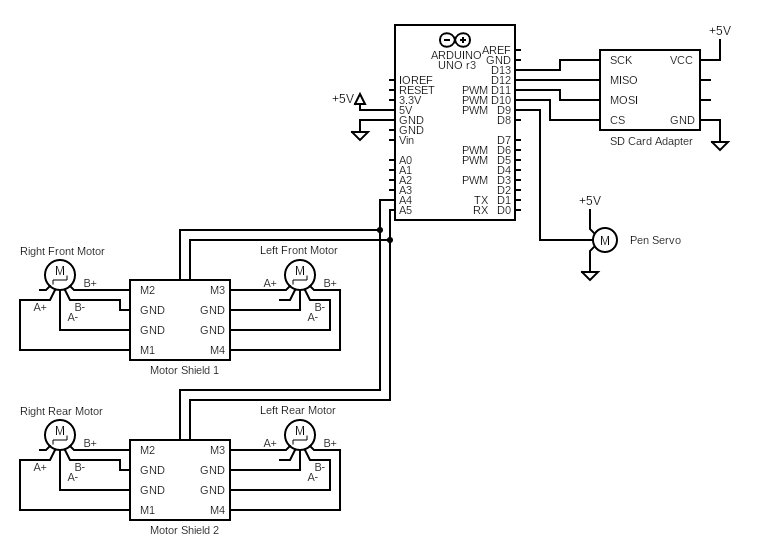 +5V
ARDUINO
UNO r3
AREF
GND
D13
IOREF
D12
RESET
PWM D11
3.3V
PWM D10
+5V
5V
PWM D9
GND
D8
GND
Vin
D7
PWM D6
A0
PWM D5
A1
D4
A2
PWM D3
A3
D2
A4
TX D1
A5
RX D0
SCK VCC
MISO
MOSI
CS GND
SD Card Adapter
+5V
M
Pen Servo
Right Front Motor
M
B+
A+
B-
A-
Left Front Motor
M
A+
B+
B-
A-
M2 M3
GND GND
GND GND
M1 M4
Motor Shield 1
Right Rear Motor
M
B+
A+
B-
A-
Left Rear Motor
M
A+
B+
B-
A-
M2 M3
GND GND
GND GND
M1 M4
Motor Shield 2